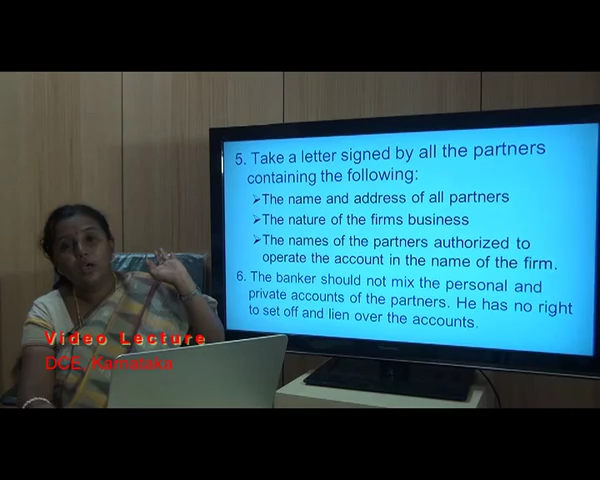 5. Take a letter signed by all the partners
containing the following:
➢The name and address of all partners
➢The nature of the firms business
➢The names of the partners authorized to
operate the account in the name of the firm.
6. The banker should not mix the personal and
private accounts of the partners. He has no right
to set off and lien over the accounts.
Video Lecture
DCE, Karnataka